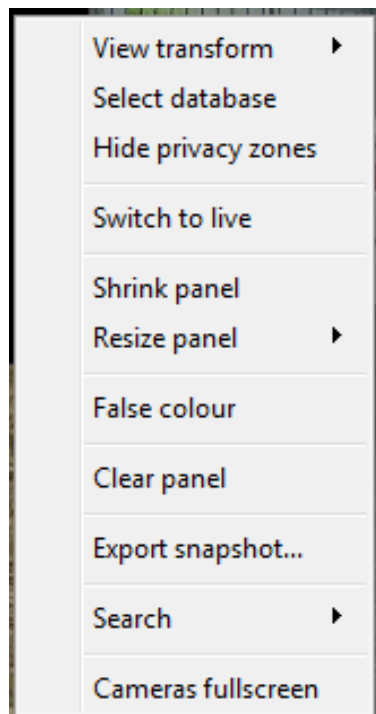 View transform
Select database
Hide privacy zones
Switch to live
Shrink panel
Resize panel
False colour
Clear panel
Export snapshot...
Search
Cameras fullscreen